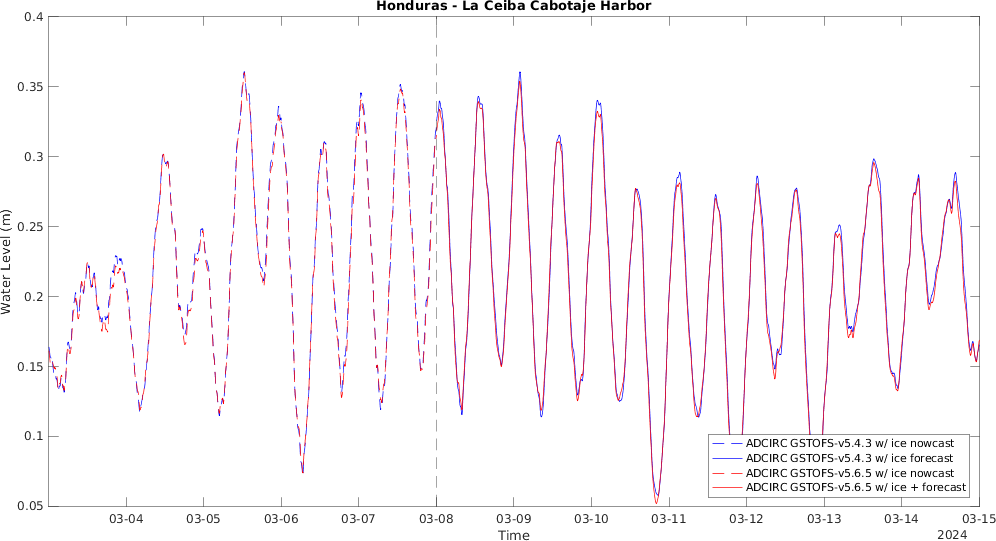 Honduras - La Ceiba Cabotaje Harbor
0.4
0.35
0.3
0.25
0.2
0.15
0.1
0.05
Water Level (m)
ADCIRC GSTOFS-v5.4.3 w/ ice nowcast
ADCIRC GSTOFS-v5.4.3 w/ ice forecast
ADCIRC GSTOFS-v5.6.5 w/ ice nowcast
ADCIRC GSTOFS-v5.6.5 w/ ice + forecast
03-04 03-05 03-06 03-07 03-08 03-09 03-10 03-11 03-12 03-13 03-14 03-15
Time
2024